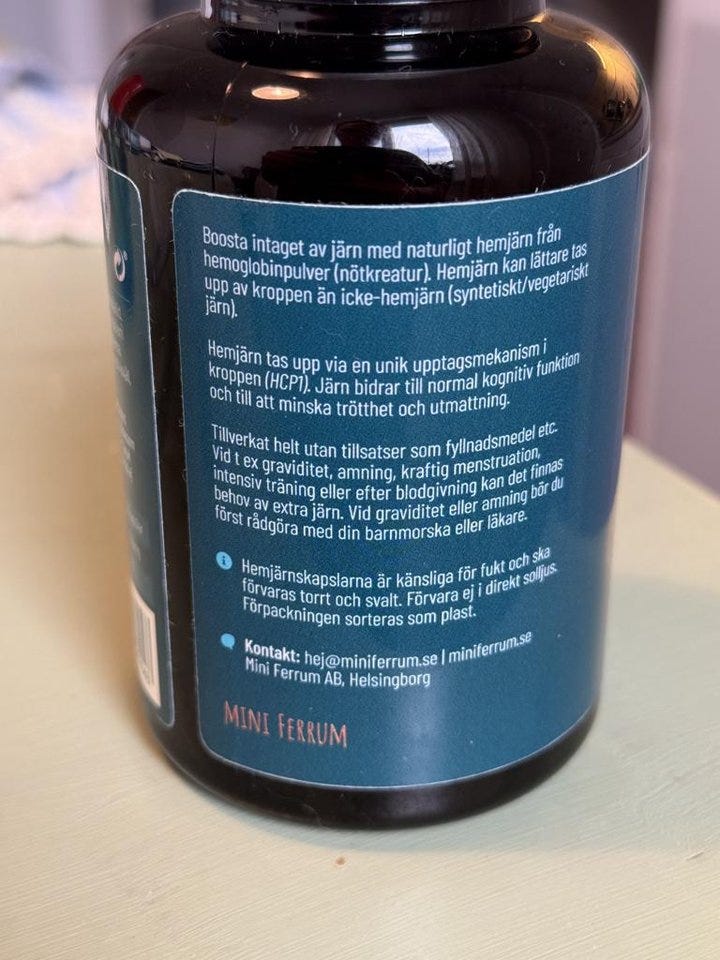 Boosta intaget av järn med naturligt hemjärn från
hemoglobinpulver (nötkreatur). Hemjärn kan lättare tas
upp av kroppen än icke-hemjärn (syntetiskt/vegetariskt
järn).
Hemjärn tas upp via en unik upptagsmekanism i
kroppen (HCP1). Järn bidrar till normal kognitiv funktion
och till att minska trötthet och utmattning.
Tillverkat helt utan tillsatser som fyllnadsmedel etc.
Vid t ex graviditet, amning, kraftig menstruation,
intensiv träning eller efter blodgivning kan det finnas
behov av extra järn. Vid graviditet eller amning bör du
först rådgöra med din barnmorska eller läkare.
Hemjärnskapslarna är känsliga för fukt och ska
förvaras torrt och svalt. Förvara ej i direkt solljus.
Förpackningen sorteras som plast.
Kontakt: hej@miniferrum.se | miniferrum.se
Mini Ferrum AB, Helsingborg
MINI FERRUM